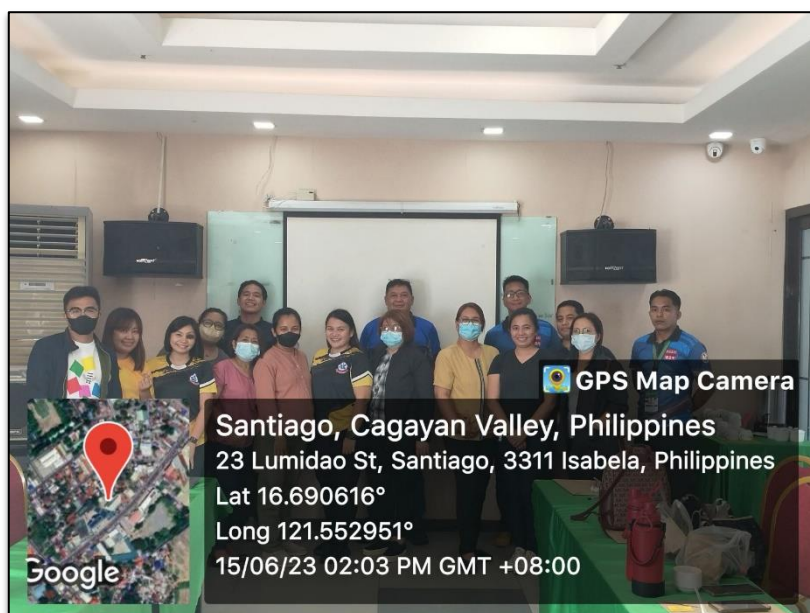 GPS Map Camera
Santiago, Cagayan Valley, Philippines
23 Lumidao St, Santiago, 3311 Isabela, Philippines
Lat 16.690616°
Long 121.552951°
15/06/23 02:03 PM GMT +08:00
Google